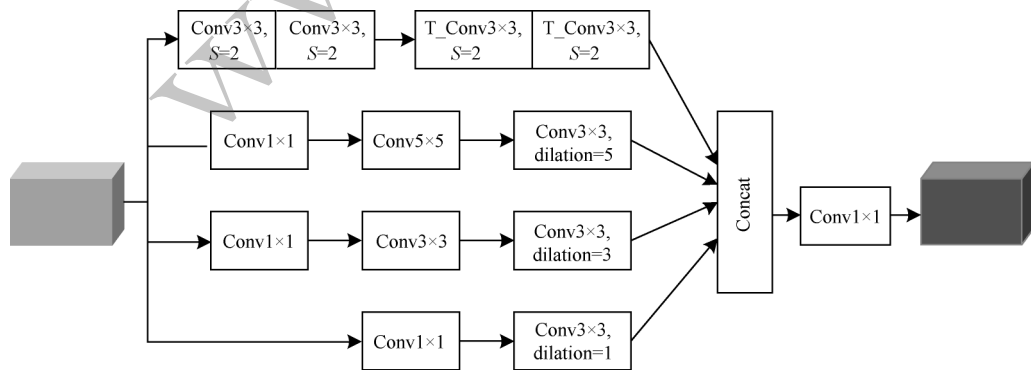 Conv3×3,
S=2
Conv3×3,
S=2
T_Conv3×3,
S=2
T_Conv3×3,
S=2
Conv1×1
Conv5×5
Conv3×3,
dilation=5
Conv1×1
Conv3×3
Conv3×3,
dilation=3
Conv1×1
Conv3×3,
dilation=1
Concat
Conv1×1